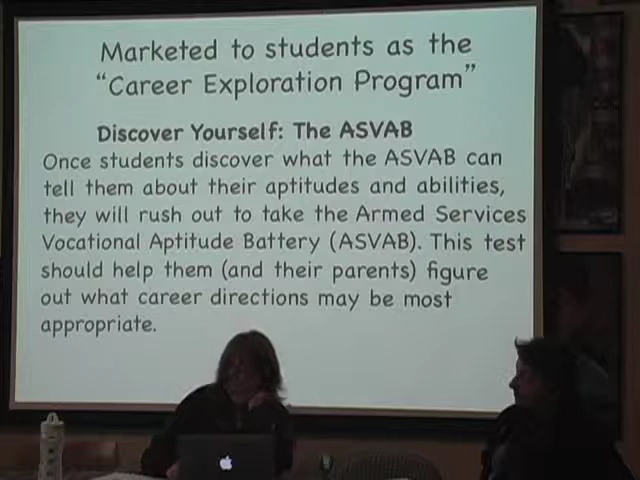 Marketed to students as the
“Career Exploration Program”
Discover Yourself: The ASVAB
Once students discover what the ASVAB can
tell them about their aptitudes and abilities,
they will rush out to take the Armed Services
Vocational Aptitude Battery (ASVAB). This test
should help them (and their parents) figure
out what career directions may be most
appropriate.